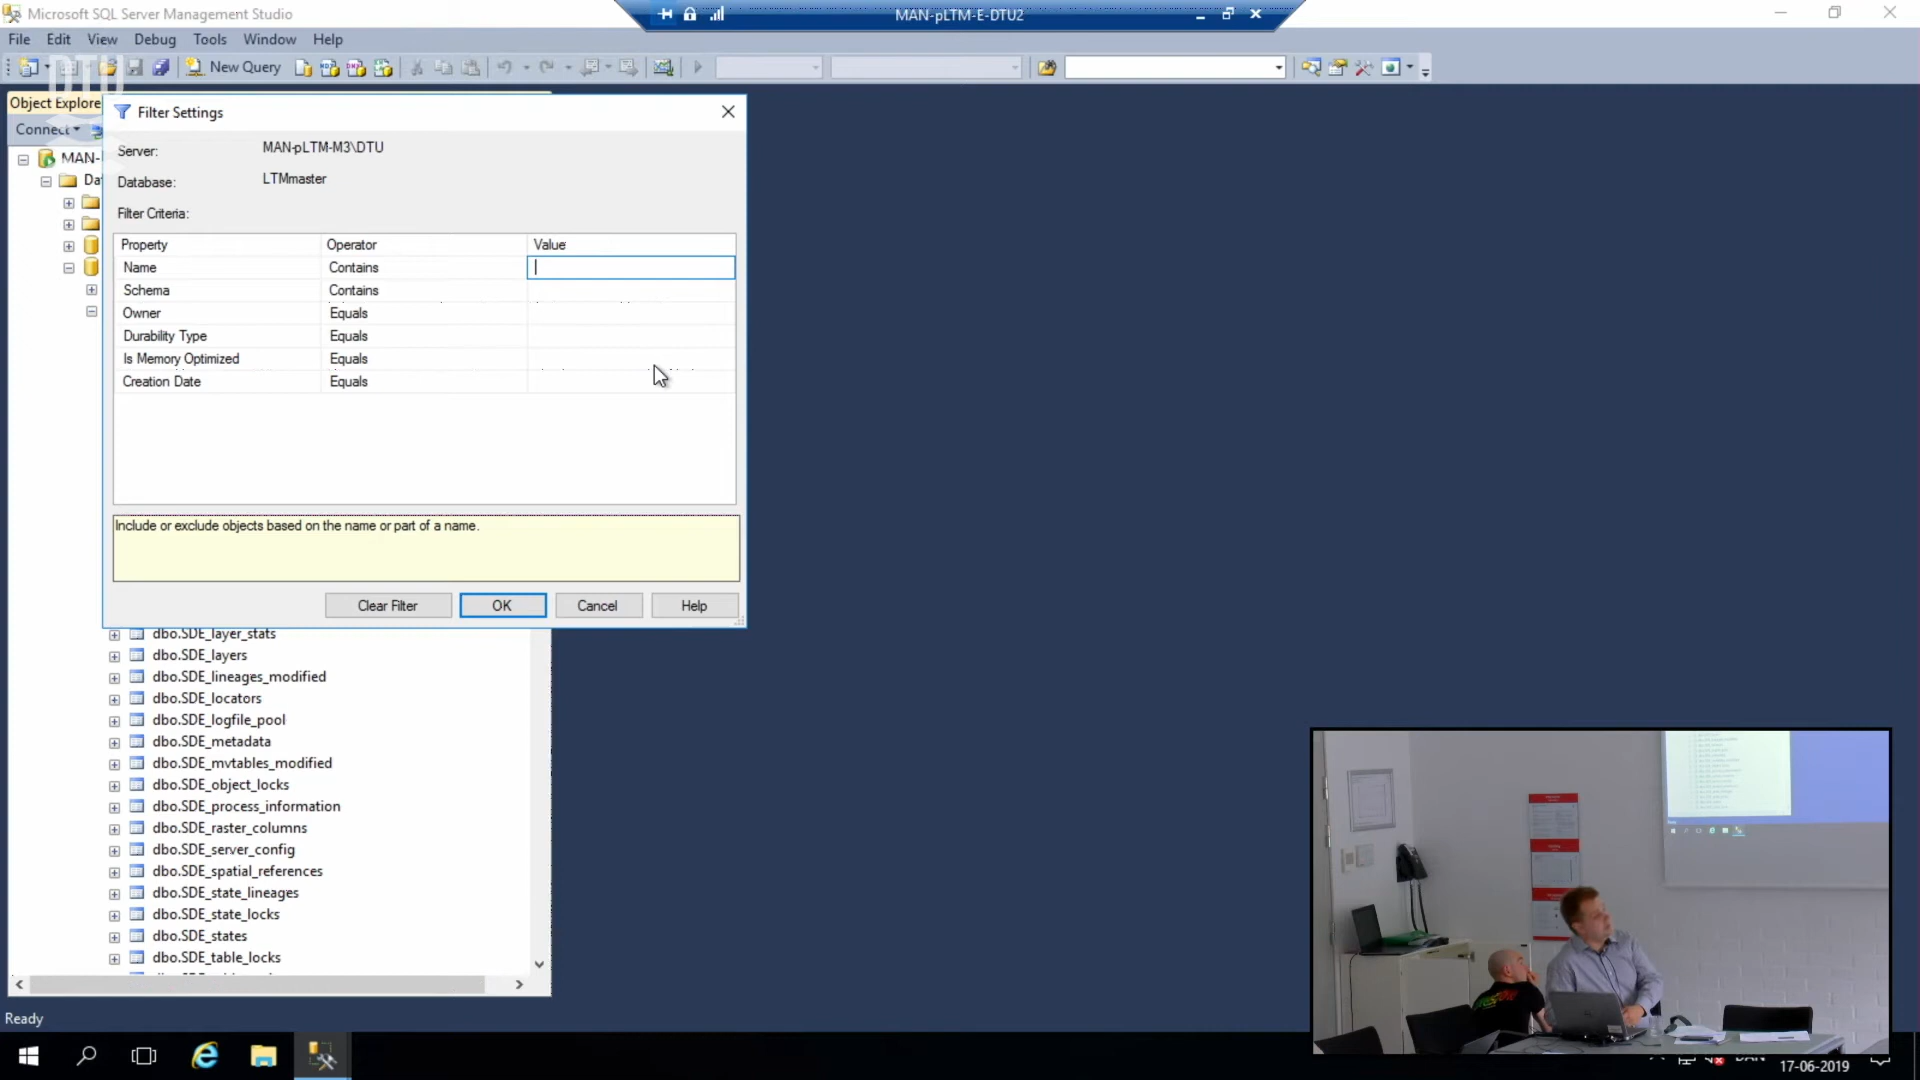 Microsoft SQL Server Management Studio
MAN-pLTM-E-DTU2
File Edit View Debug Tools Window Help
New Query
DTU
Object Explore
Connect
MAN-
Da
Filter Settings
Server: MAN-pLTM-M3\DTU
Database: LTMmaster
Filter Criteria:
Property Operator Value
Name Contains
Schema Contains
Owner Equals
Durability Type Equals
Is Memory Optimized Equals
Creation Date Equals
Include or exclude objects based on the name or part of a name.
Clear Filter OK Cancel Help
dbo.SDE_layer_stats
dbo.SDE_layers
dbo.SDE_lineages_modified
dbo.SDE_locators
dbo.SDE_logfile_pool
dbo.SDE_metadata
dbo.SDE_mvtables_modified
dbo.SDE_object_locks
dbo.SDE_process_information
dbo.SDE_raster_columns
dbo.SDE_server_config
dbo.SDE_spatial_references
dbo.SDE_state_lineages
dbo.SDE_state_locks
dbo.SDE_states
dbo.SDE_table_locks
Ready
17-06-2019